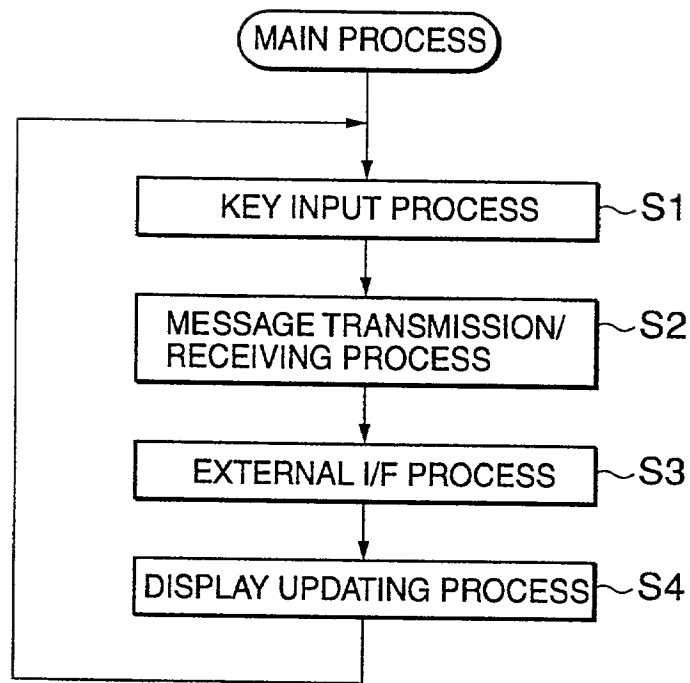 MAIN PROCESS
KEY INPUT PROCESS
S1
MESSAGE TRANSMISSION/
RECEIVING PROCESS
S2
EXTERNAL I/F PROCESS
S3
DISPLAY UPDATING PROCESS
S4